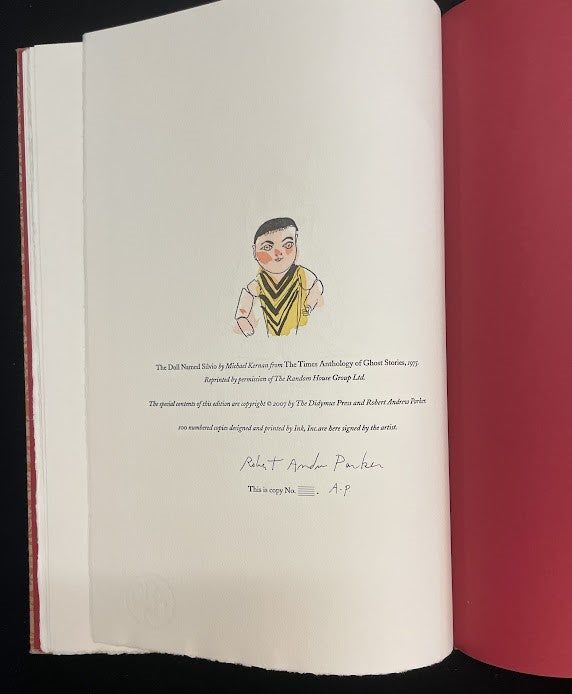 The Doll Named Silvio by Michael Kernan from The Times Anthology of Ghost Stories, 1975.
Reprinted by permission of The Random House Group Ltd.
The special contents of this edition are copyright © 2007 by The Didymus Press and Robert Andrew Parker.
100 numbered copies designed and printed by Ink, Inc. are here signed by the artist.
Robert Andrew Parker
This is copy No. A-P